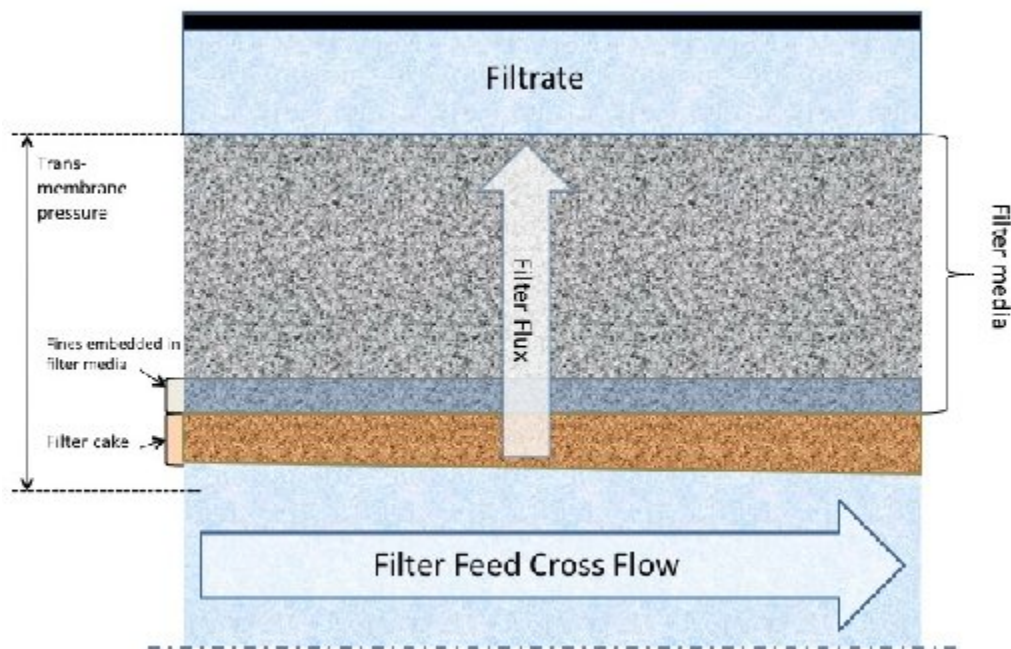 Filtrate
Trans-
membrane
pressure
Filter media
Filter Flux
Fines embedded in
filter media
Filter cake
Filter Feed Cross Flow